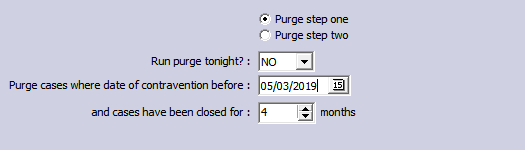 Purge step one
Purge step two
Run purge tonight? : NO
Purge cases where date of contravention before : 05/03/2019 15
and cases have been closed for : 4 months